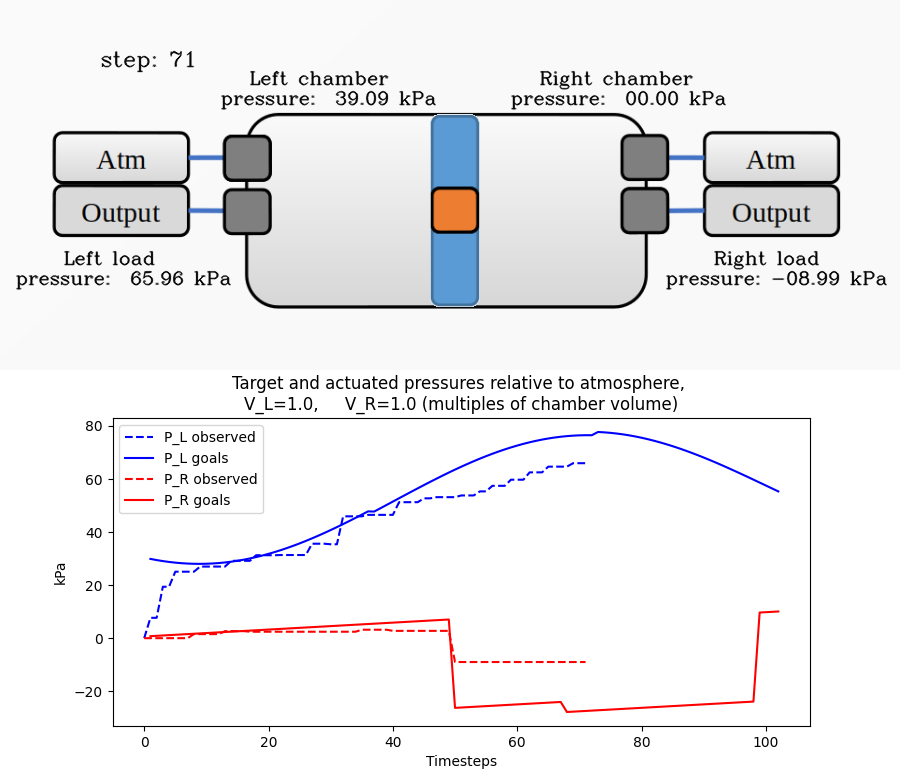 step: 71
Left chamber
pressure: 39.09 kPa
Right chamber
pressure: 00.00 kPa
Atm
Output
Atm
Output
Left load
pressure: 65.96 kPa
Right load
pressure: −08.99 kPa
Target and actuated pressures relative to atmosphere,
V_L=1.0, V_R=1.0 (multiples of chamber volume)
P_L observed
P_L goals
P_R observed
P_R goals
80
60
40
20
0
−20
kPa
0 20 40 60 80 100
Timesteps